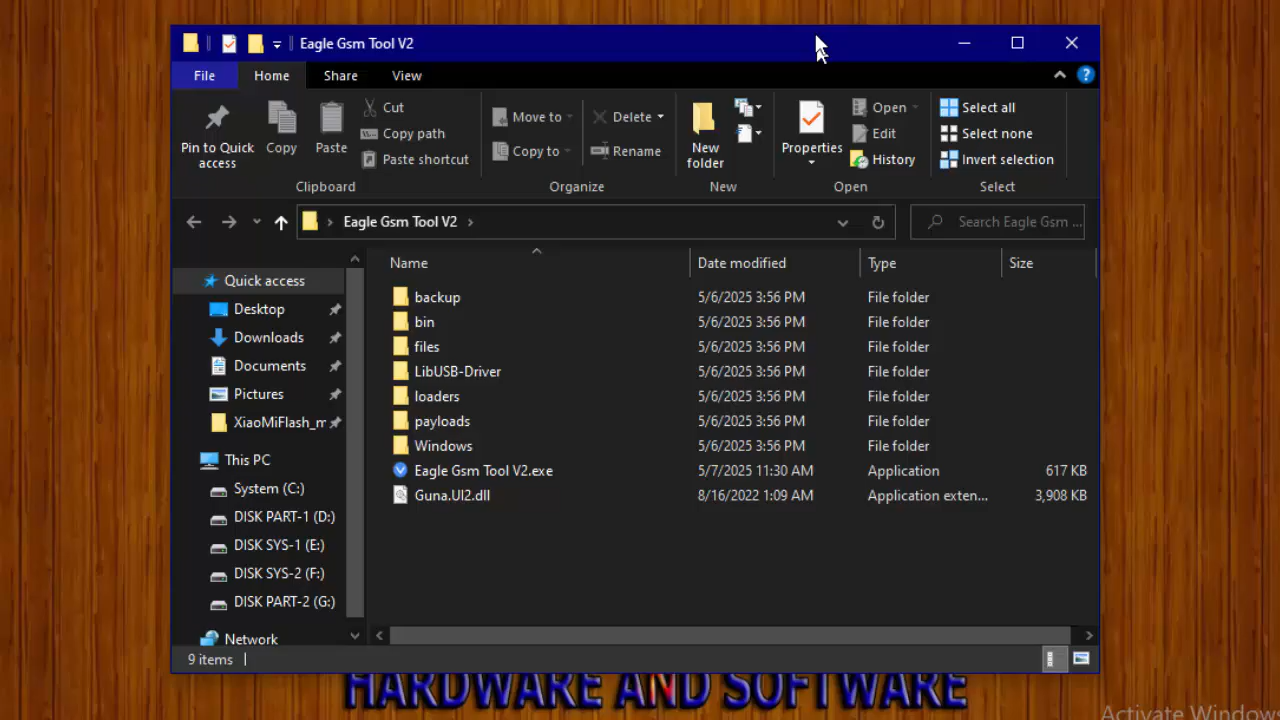 Eagle Gsm Tool V2
File Home Share View
Pin to Quick access
Copy
Paste
Cut
Copy path
Paste shortcut
Move to
Copy to
Delete
Rename
New folder
Properties
Open
Edit
History
Select all
Select none
Invert selection
Clipboard Organize New Open Select
Eagle Gsm Tool V2 Search Eagle Gsm ...
Name Date modified Type Size
Quick access
Desktop
Downloads
Documents
Pictures
XiaoMiFlash_m
This PC
System (C:)
DISK PART-1 (D:)
DISK SYS-1 (E:)
DISK SYS-2 (F:)
DISK PART-2 (G:)
Network
backup 5/6/2025 3:56 PM File folder
bin 5/6/2025 3:56 PM File folder
files 5/6/2025 3:56 PM File folder
LibUSB-Driver 5/6/2025 3:56 PM File folder
loaders 5/6/2025 3:56 PM File folder
payloads 5/6/2025 3:56 PM File folder
Windows 5/6/2025 3:56 PM File folder
Eagle Gsm Tool V2.exe 5/7/2025 11:30 AM Application 617 KB
Guna.UI2.dll 8/16/2022 1:09 AM Application exten... 3,908 KB
9 items
HARDWARE AND SOFTWARE
Activate Windows